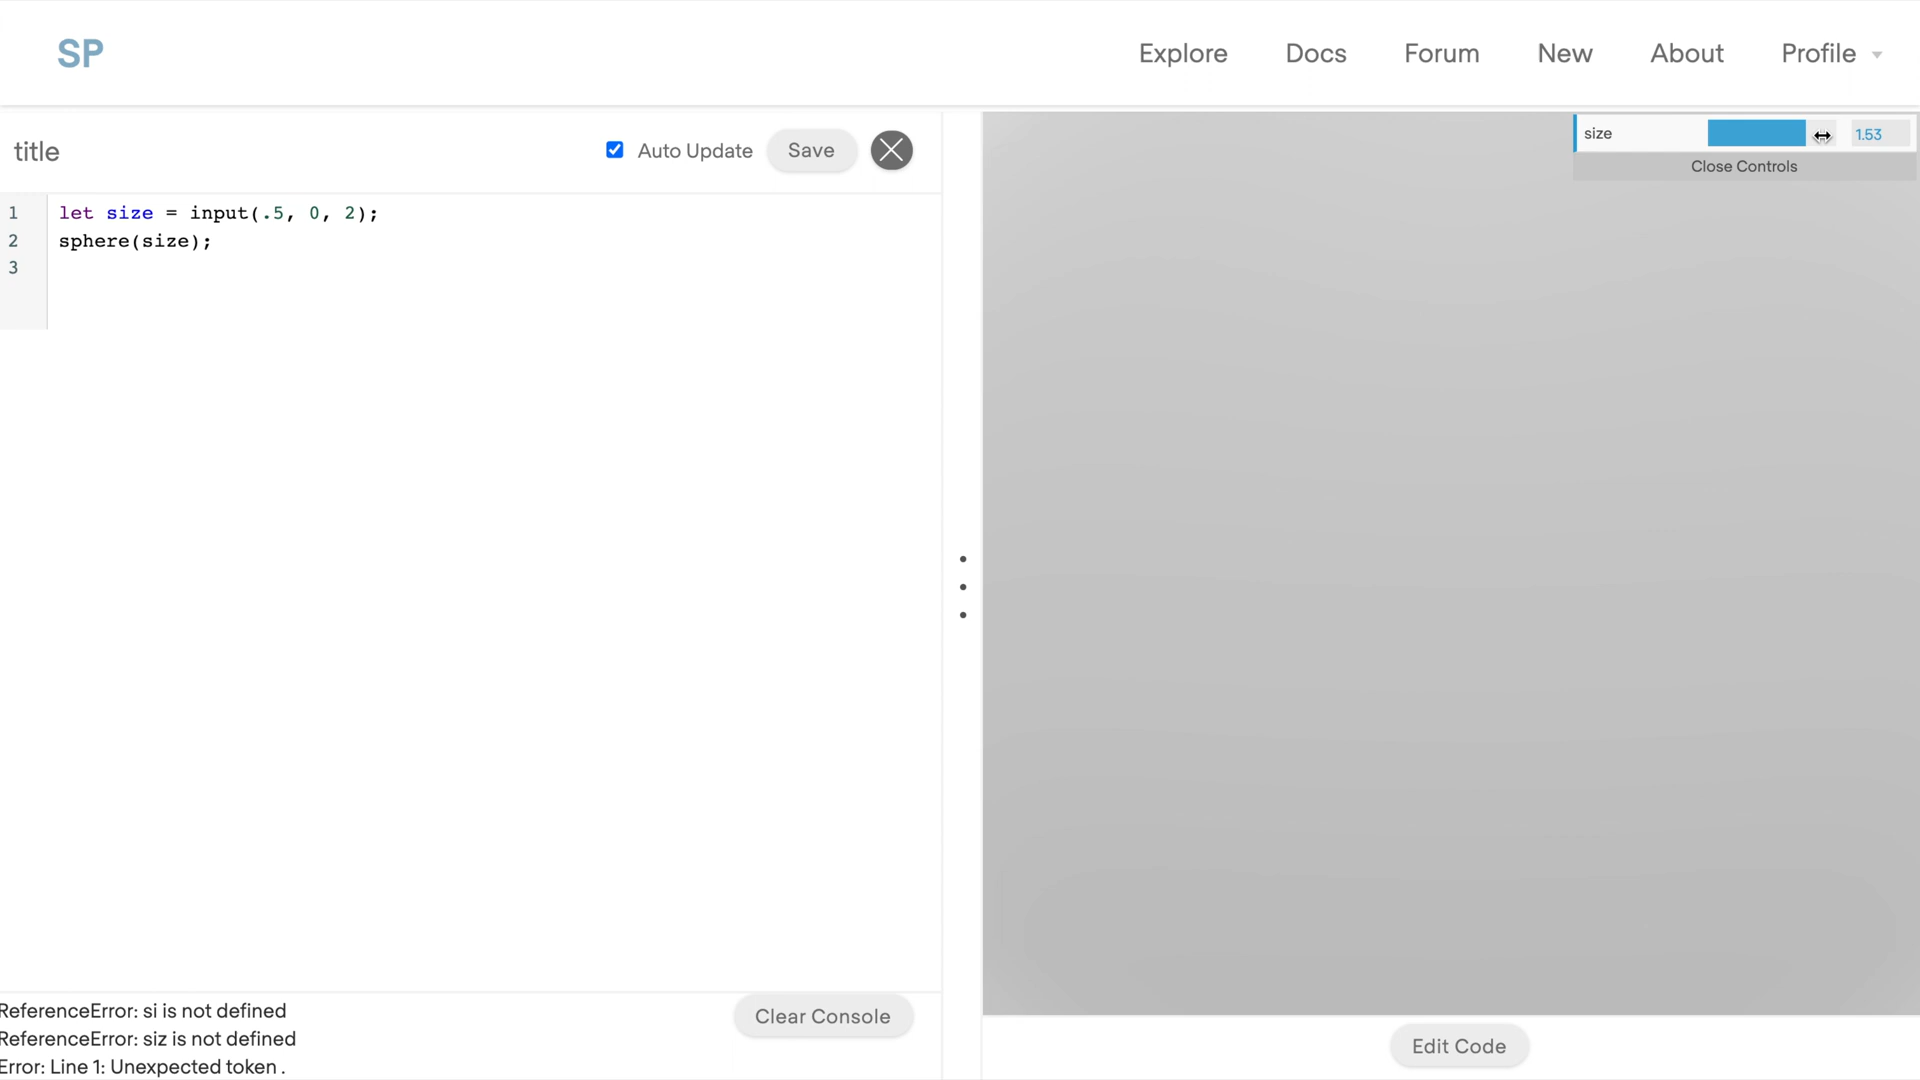 SP
Explore Docs Forum New About Profile
title
Auto Update Save
size 1.53
Close Controls
1 let size = input(.5, 0, 2);
2 sphere(size);
3
ReferenceError: si is not defined
ReferenceError: siz is not defined
Error: Line 1: Unexpected token .
Clear Console
Edit Code